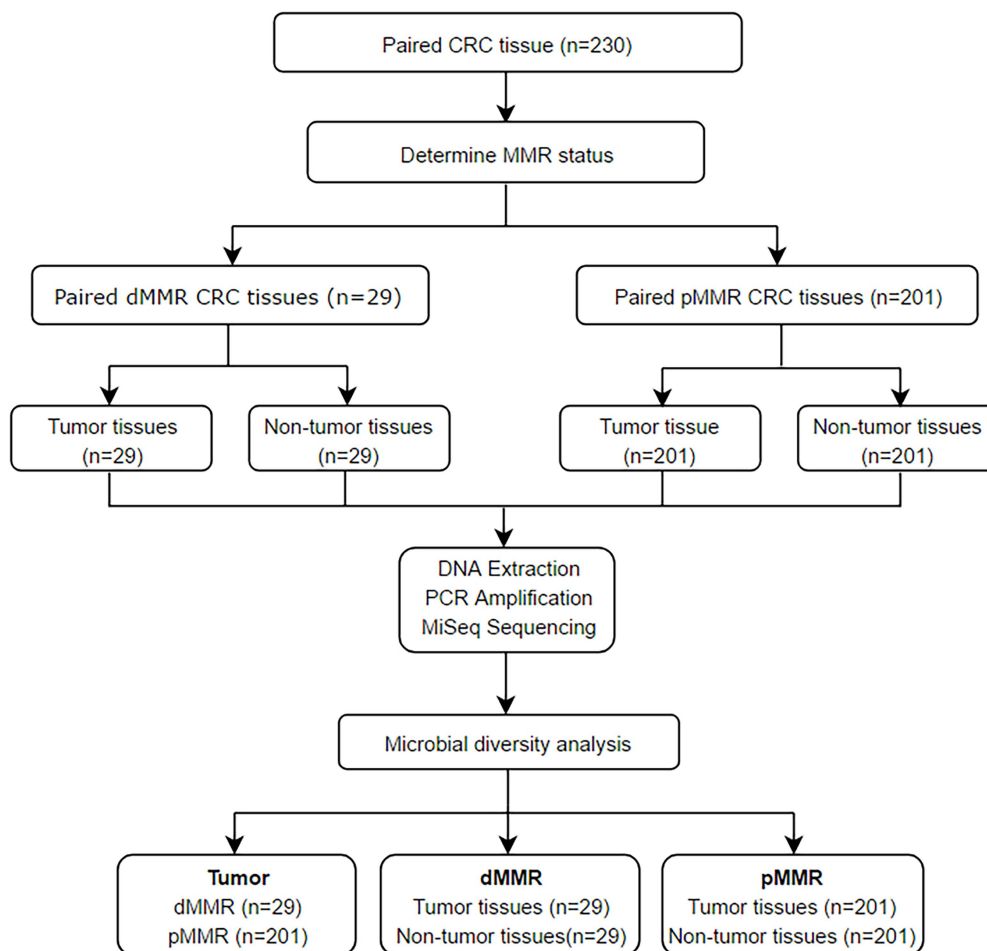 Paired CRC tissue (n=230)
Determine MMR status
Paired dMMR CRC tissues (n=29)
Paired pMMR CRC tissues (n=201)
Tumor tissues
(n=29)
Non-tumor tissues
(n=29)
Tumor tissue
(n=201)
Non-tumor tissues
(n=201)
DNA Extraction
PCR Amplification
MiSeq Sequencing
Microbial diversity analysis
Tumor
dMMR (n=29)
pMMR (n=201)
dMMR
Tumor tissues (n=29)
Non-tumor tissues(n=29)
pMMR
Tumor tissues (n=201)
Non-tumor tissues (n=201)